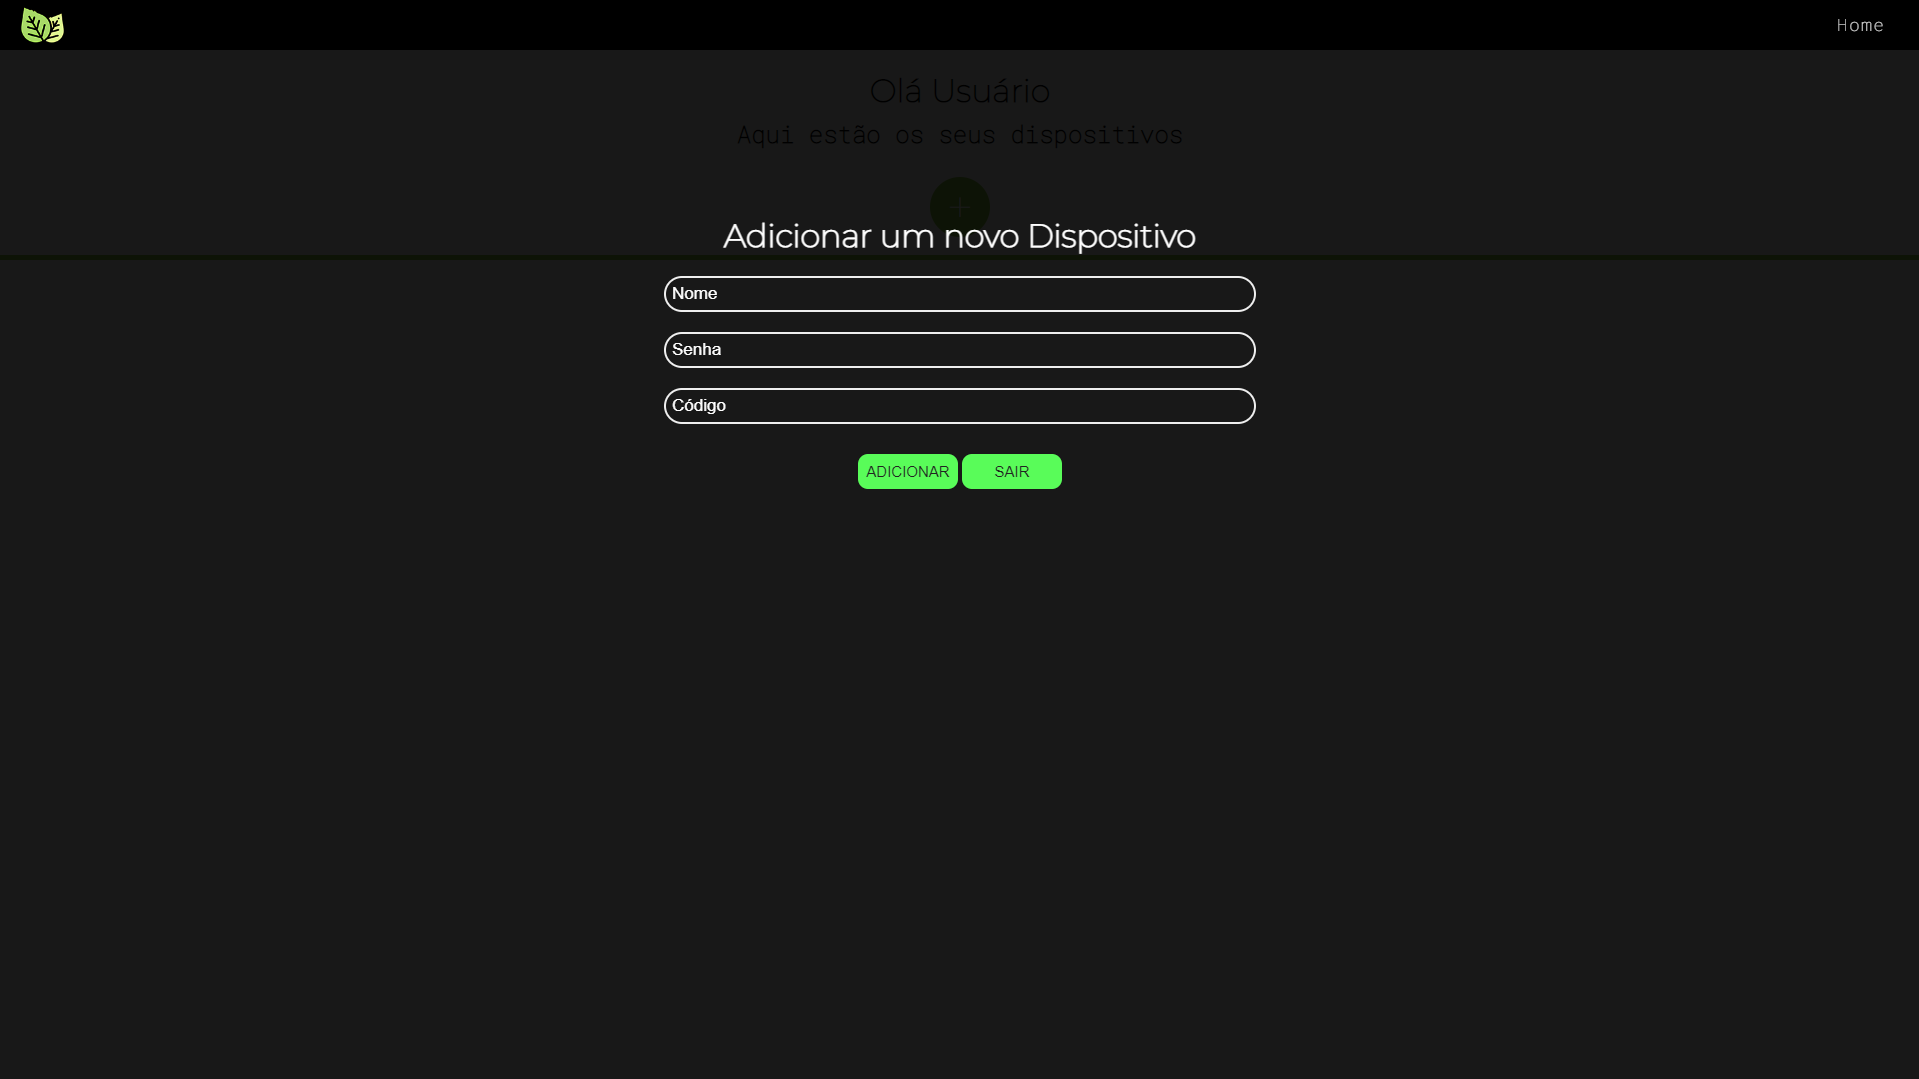 Home
Olá Usuário
Aqui estão os seus dispositivos
Adicionar um novo Dispositivo
Nome
Senha
Código
ADICIONAR SAIR